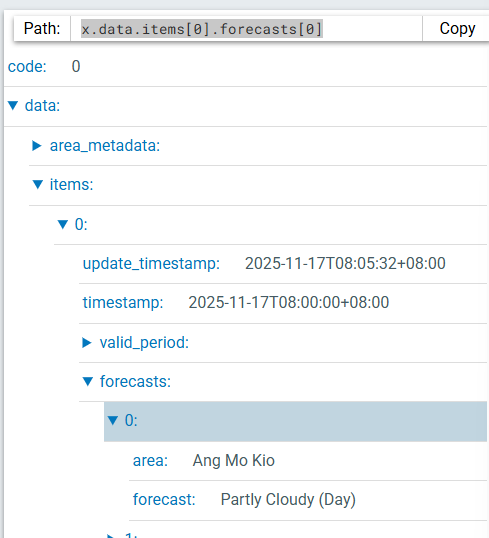 Path: x.data.items[0].forecasts[0] Copy
code: 0
data:
area_metadata:
items:
0:
update_timestamp: 2025-11-17T08:05:32+08:00
timestamp: 2025-11-17T08:00:00+08:00
valid_period:
forecasts:
0:
area: Ang Mo Kio
forecast: Partly Cloudy (Day)
1: